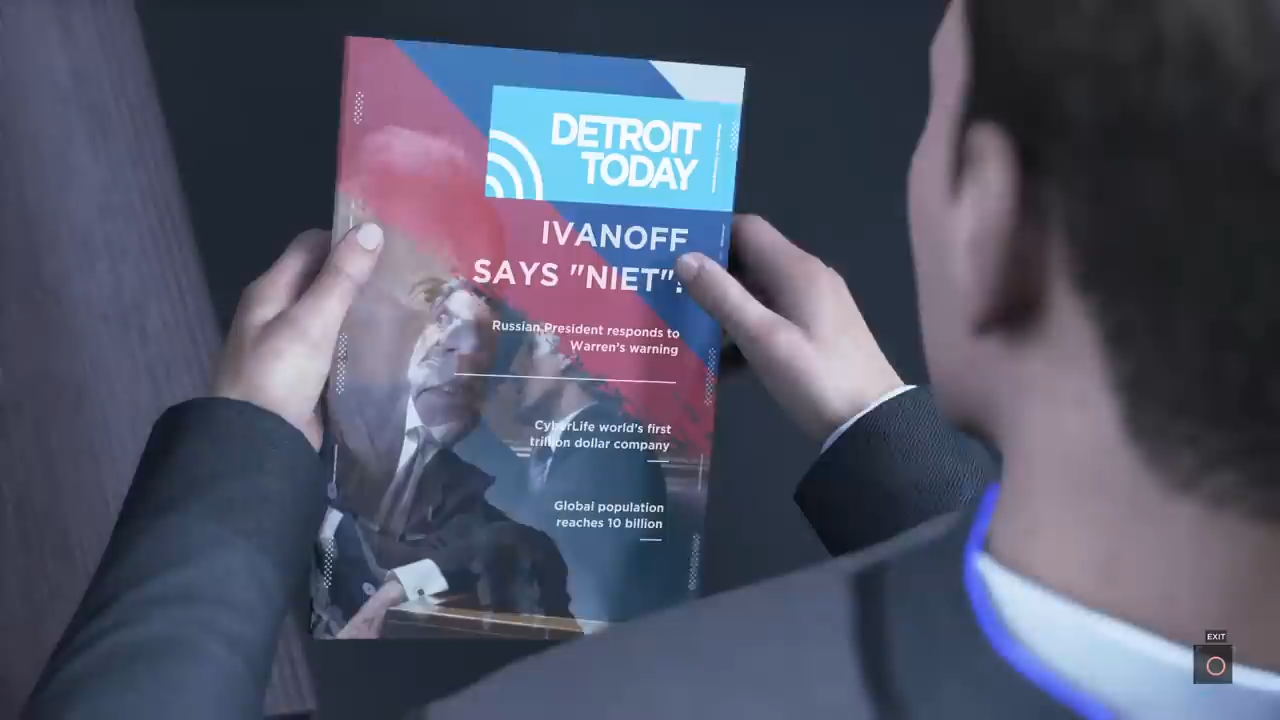 DETROIT
TODAY
IVANOFF
SAYS "NIET"!
Russian President responds to
Warren's warning
CyberLife world's first
trillion dollar company
Global population
reaches 10 billion
EXIT